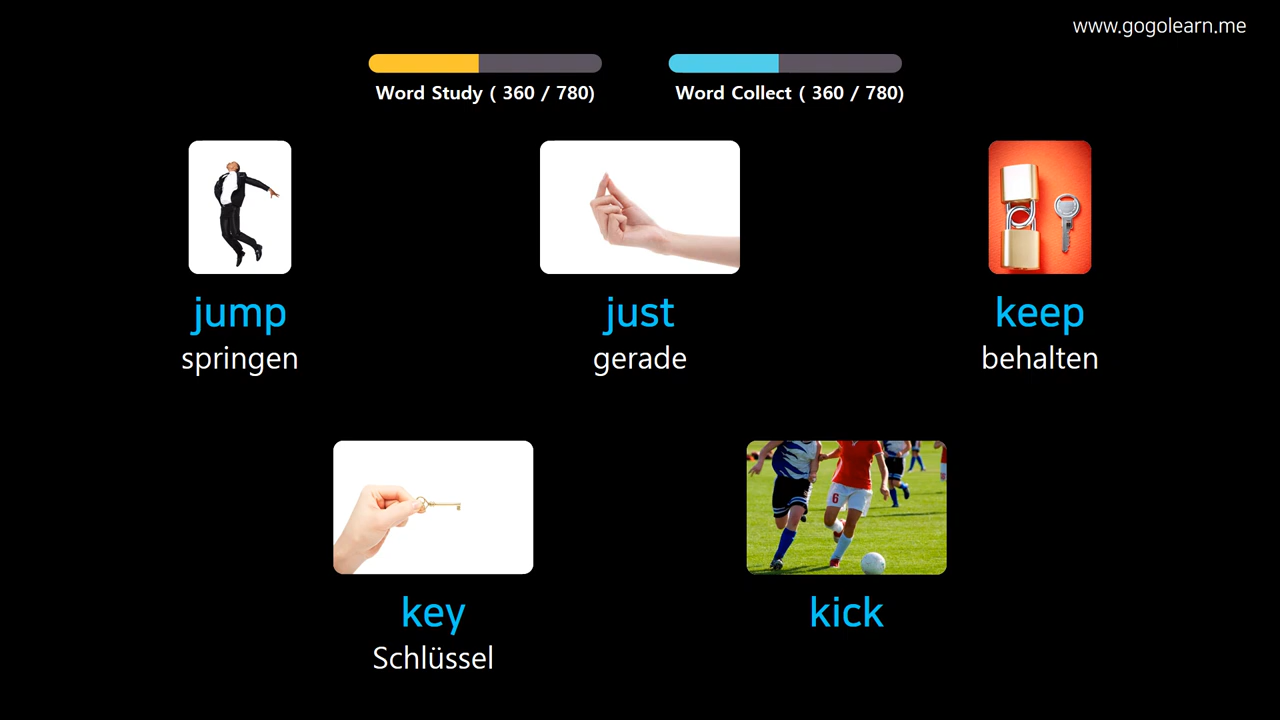 www.gogolearn.me
Word Study ( 360 / 780)
Word Collect ( 360 / 780)
jump
springen
just
gerade
keep
behalten
key
Schlüssel
kick
6